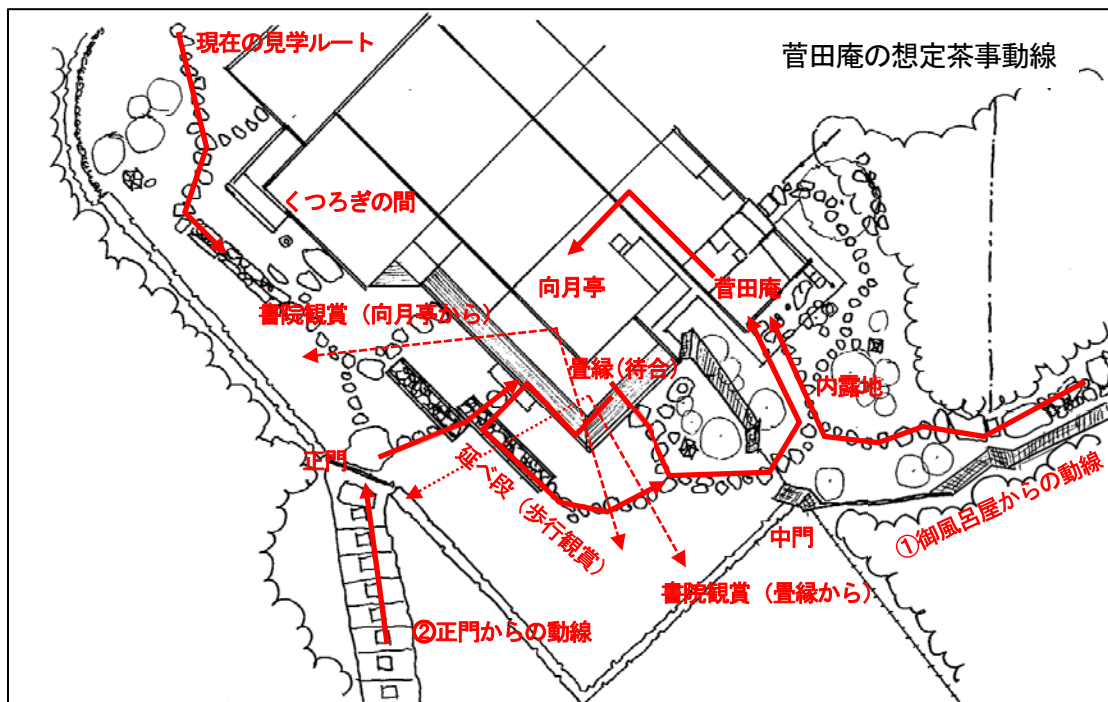 菅田庵の想定茶事動線
現在の見学ルート
くつろぎの間
向月亭
菅田庵
書院観賞（向月亭から）
畳縁（待合）
内露地
正門
延べ段（歩行観賞）
中門
①御風呂屋からの動線
書院観賞（畳縁から）
②正門からの動線